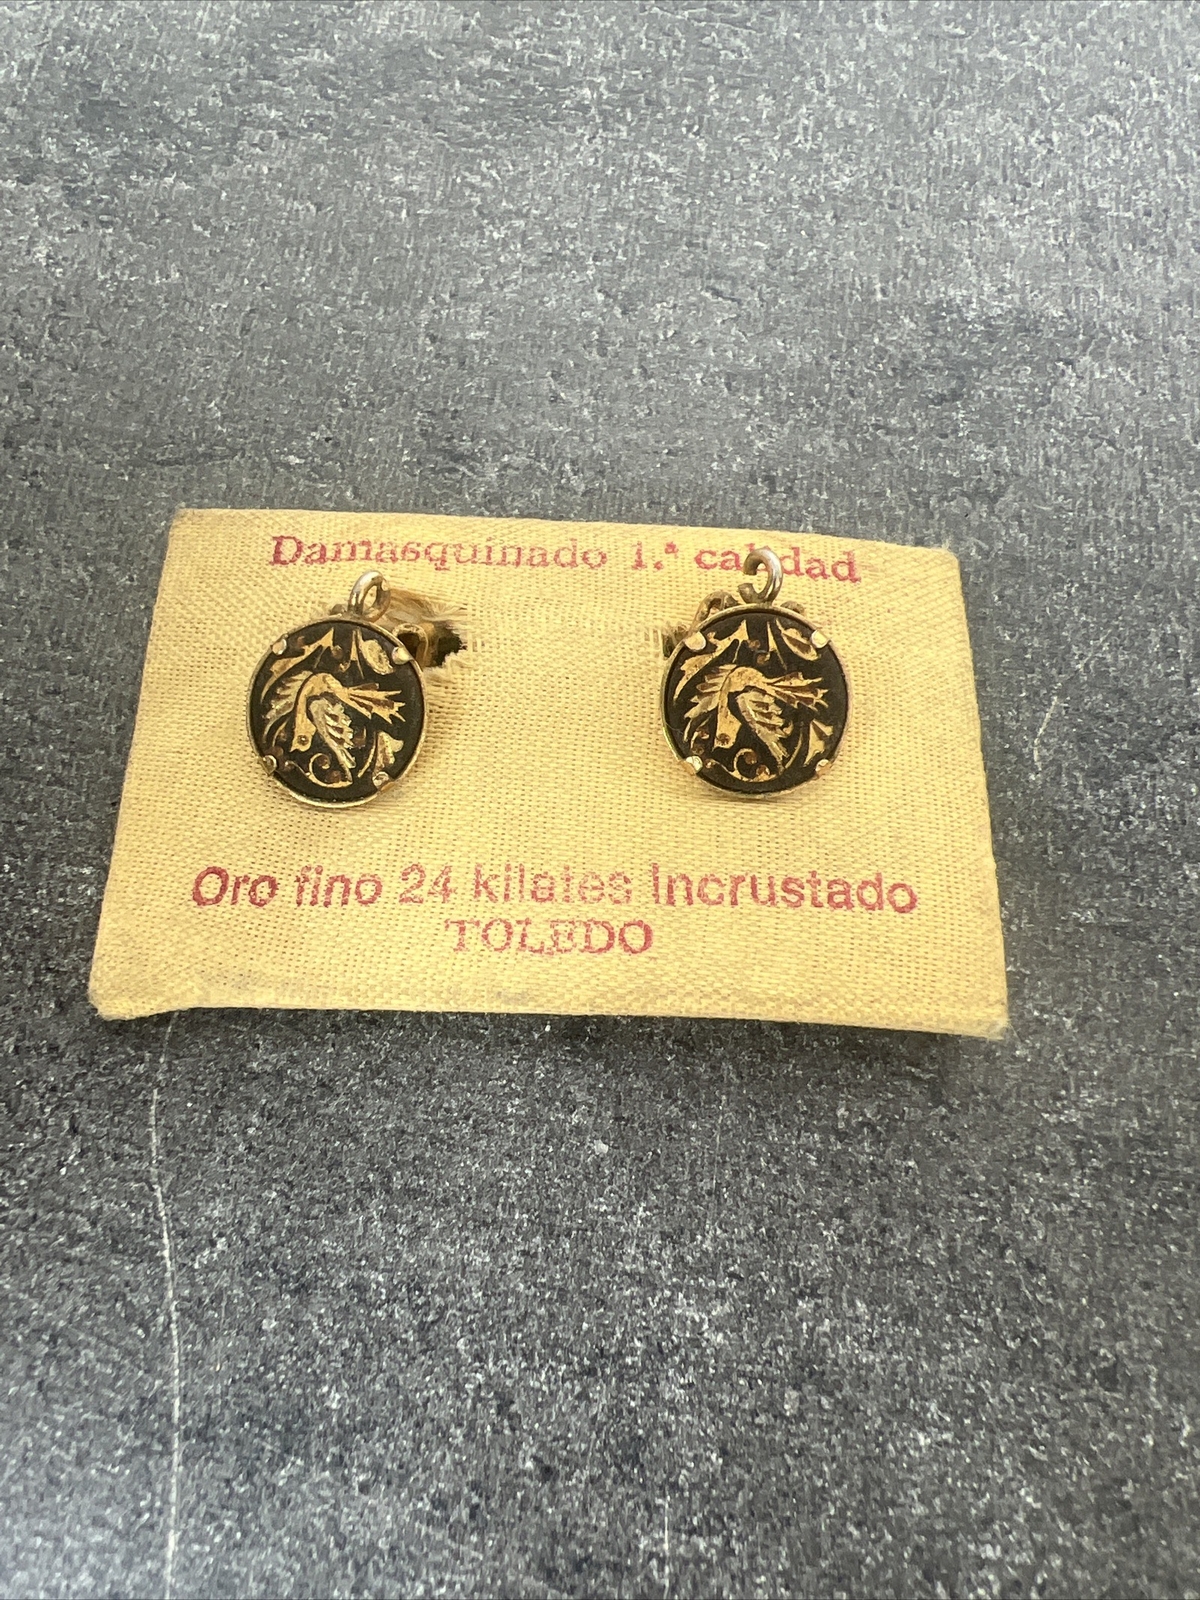 Damasquinado 1.ª calidad
Oro fino 24 kilates Incrustado
TOLEDO